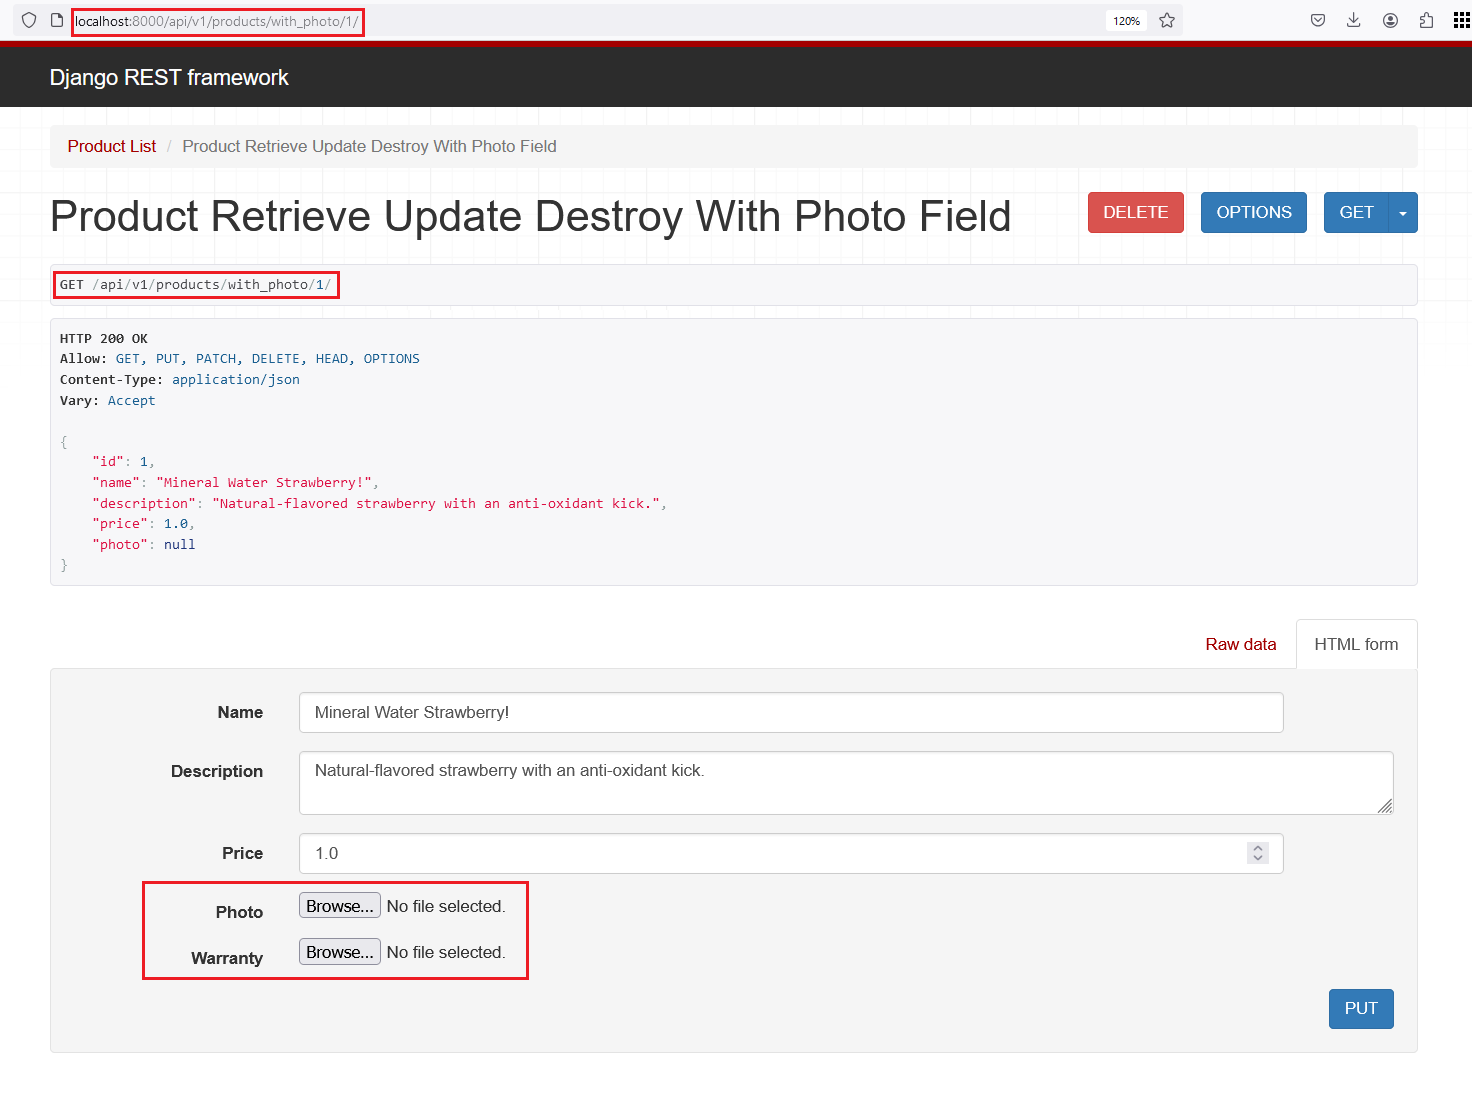 localhost:8000/api/v1/products/with_photo/1/
120%
Django REST framework
Product List / Product Retrieve Update Destroy With Photo Field
Product Retrieve Update Destroy With Photo Field
DELETE
OPTIONS
GET
GET /api/v1/products/with_photo/1/
HTTP 200 OK
Allow: GET, PUT, PATCH, DELETE, HEAD, OPTIONS
Content-Type: application/json
Vary: Accept
{
    "id": 1,
    "name": "Mineral Water Strawberry!",
    "description": "Natural-flavored strawberry with an anti-oxidant kick.",
    "price": 1.0,
    "photo": null
}
Raw data
HTML form
Name
Mineral Water Strawberry!
Description
Natural-flavored strawberry with an anti-oxidant kick.
Price
1.0
Photo
Browse... No file selected.
Warranty
Browse... No file selected.
PUT